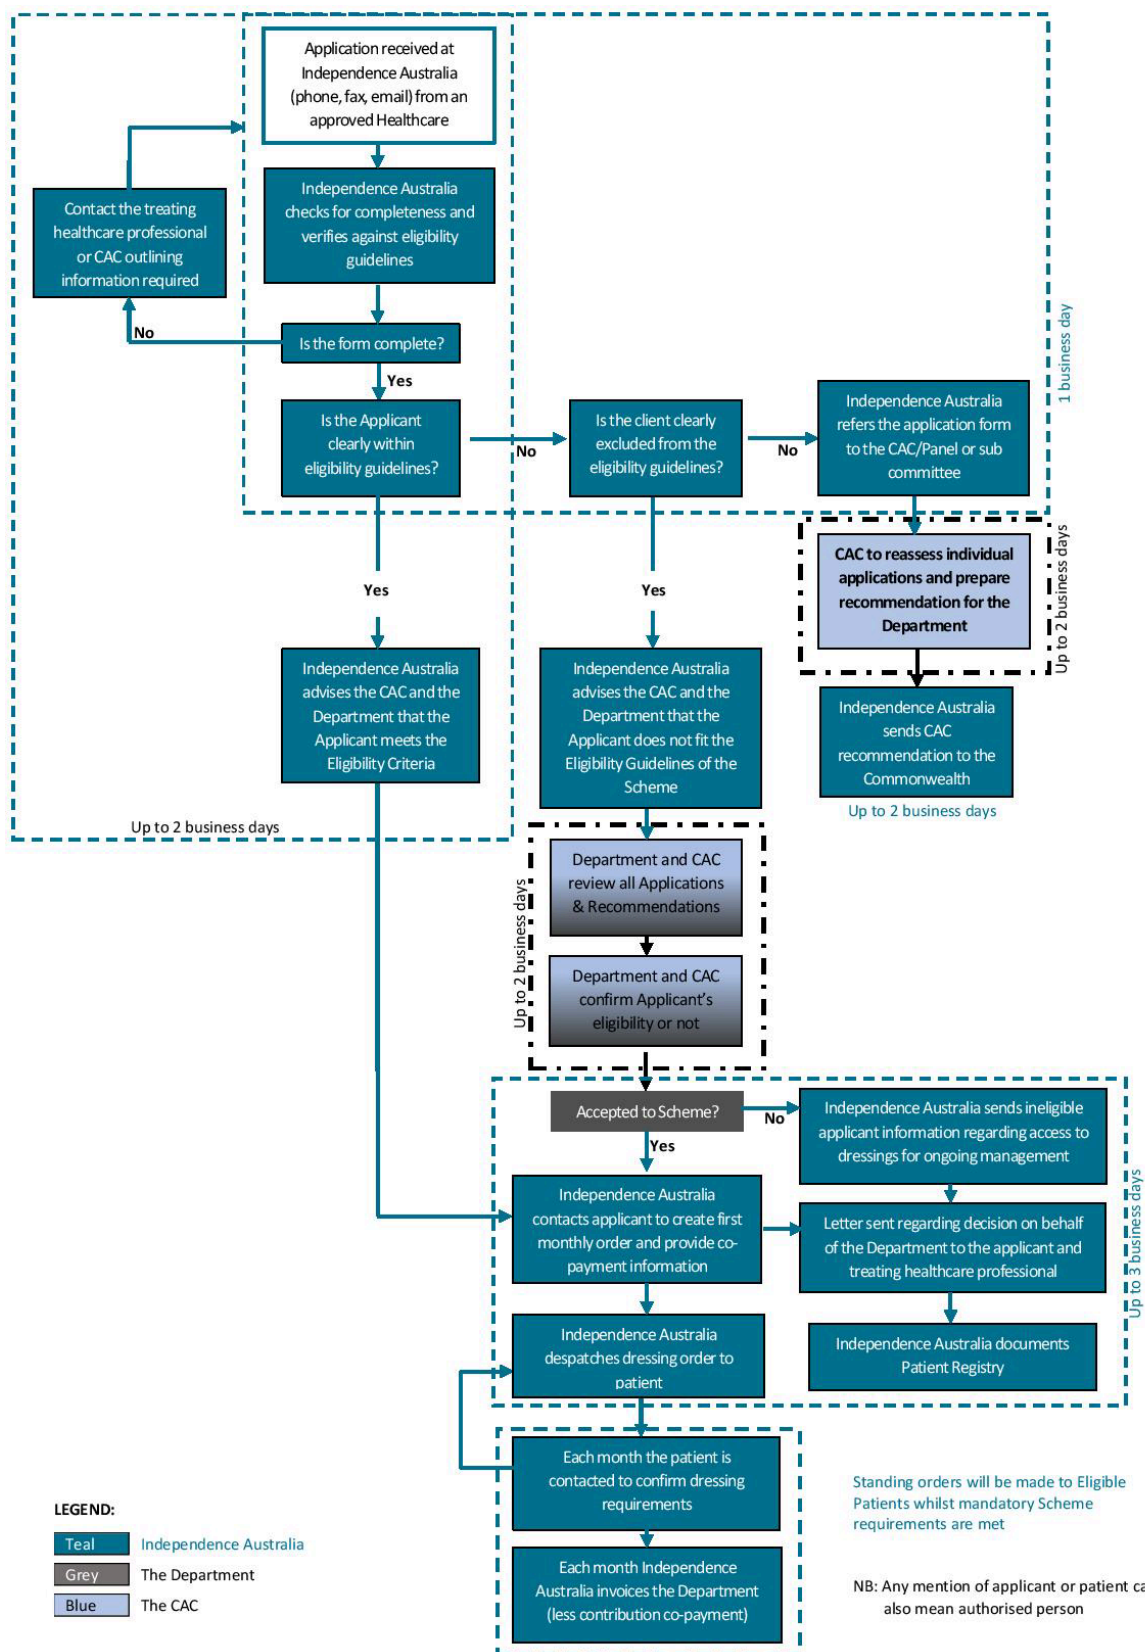 Application received at
Independence Australia
(phone, fax, email) from an
approved Healthcare
Independence Australia
checks for completeness and
verifies against eligibility
guidelines
Contact the treating
healthcare professional
or CAC outlining
information required
No
Is the form complete?
Yes
1 business day
Is the Applicant
clearly within
eligibility guidelines?
No
Is the client clearly
excluded from the
eligibility guidelines?
No
Independence Australia
refers the application form
to the CAC/Panel or sub
committee
Yes
Yes
CAC to reassess individual
applications and prepare
recommendation for the
Department
Up to 2 business days
Independence Australia
advises the CAC and the
Department that the
Applicant meets the
Eligibility Criteria
Independence Australia
advises the CAC and the
Department that the
Applicant does not fit the
Eligibility Guidelines of the
Scheme
Independence Australia
sends CAC
recommendation to the
Commonwealth
Up to 2 business days
Up to 2 business days
Department and CAC
review all Applications
& Recommendations
Up to 2 business days
Department and CAC
confirm Applicant’s
eligibility or not
Accepted to Scheme?
No
Yes
Independence Australia sends ineligible
applicant information regarding access to
dressings for ongoing management
Independence Australia
contacts applicant to create first
monthly order and provide co-
payment information
Letter sent regarding decision on behalf
of the Department to the applicant and
treating healthcare professional
Up to 3 business days
Independence Australia
despatches dressing order to
patient
Independence Australia documents
Patient Registry
Each month the patient is
contacted to confirm dressing
requirements
Standing orders will be made to Eligible
Patients whilst mandatory Scheme
requirements are met
Each month Independence
Australia invoices the Department
(less contribution co-payment)
LEGEND:
Teal Independence Australia
Grey The Department
Blue The CAC
NB: Any mention of applicant or patient ca
also mean authorised person